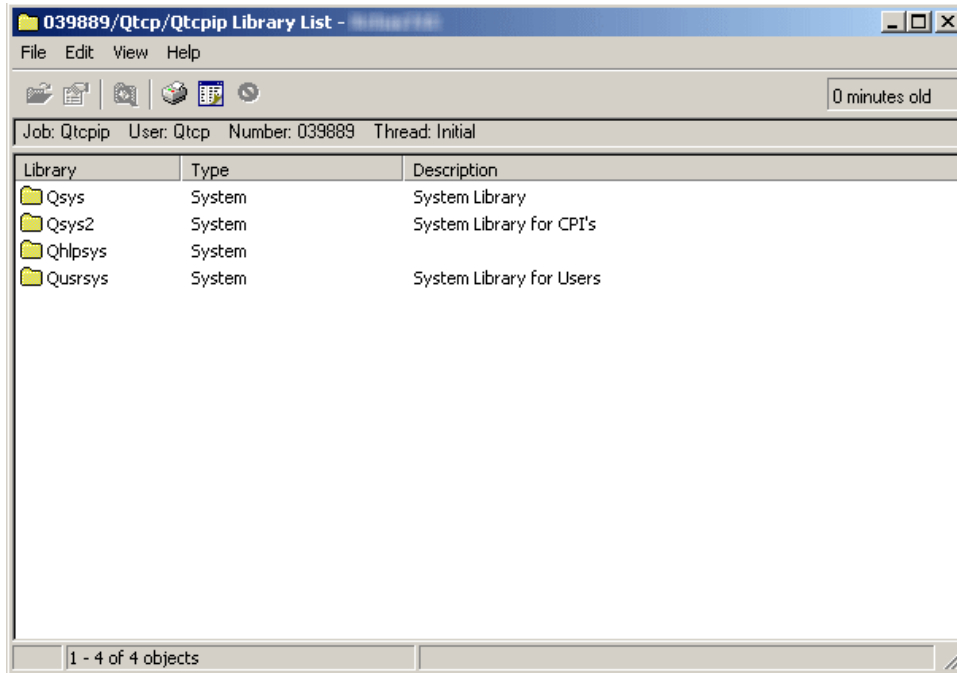 039889/Qtcp/Qtcpip Library List -
File Edit View Help
0 minutes old
Job: Qtcpip User: Qtcp Number: 039889 Thread: Initial
Library Type Description
Qsys System System Library
Qsys2 System System Library for CPI's
Qhlpsys System
Qusrsys System System Library for Users
1 - 4 of 4 objects